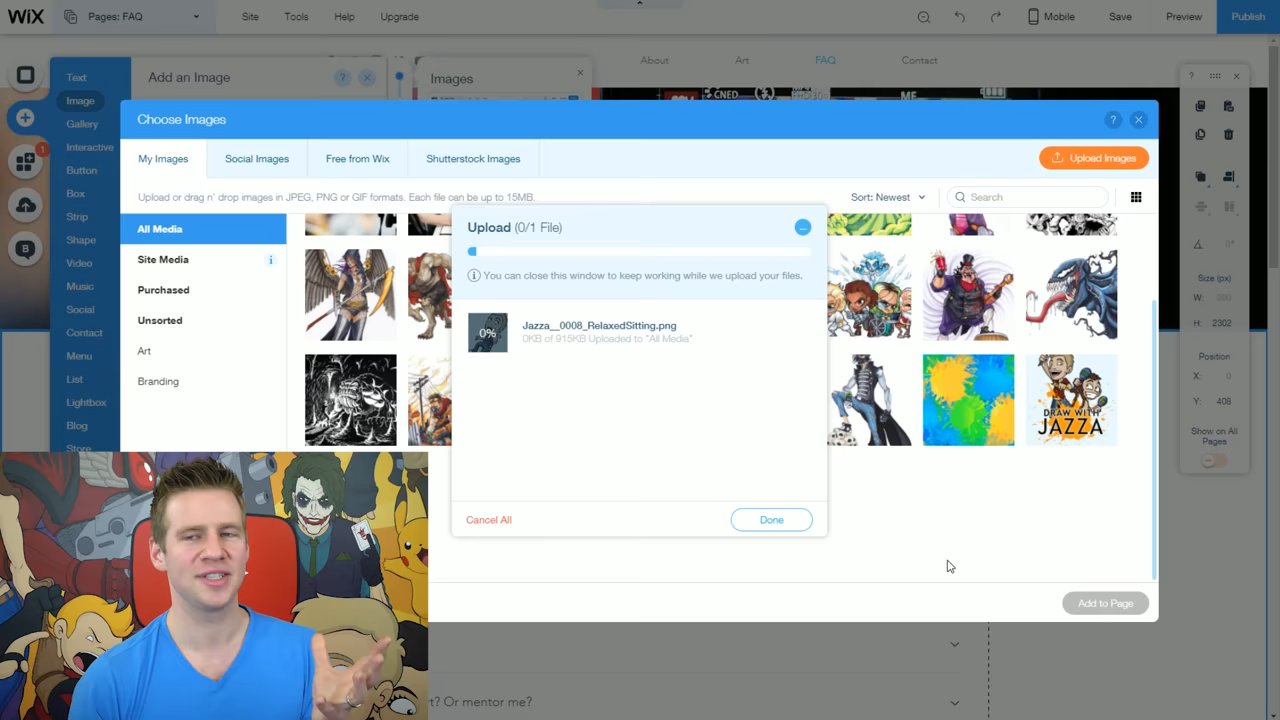 WiX
Pages: FAQ
Site
Tools
Help
Upgrade
Mobile
Save
Preview
Publish
Text
Image
Gallery
Interactive
Button
Box
Strip
Shape
Video
Music
Social
Contact
Menu
List
Lightbox
Blog
Store
1
B
Add an Image
?
Images
About
Art
FAQ
Contact
ME
Choose Images
?
My Images
Social Images
Free from Wix
Shutterstock Images
Upload Images
Upload or drag n' drop images in JPEG, PNG or GIF formats. Each file can be up to 15MB.
Sort: Newest
Search
All Media
Site Media
Purchased
Unsorted
Art
Branding
Upload (0/1 File)
You can close this window to keep working while we upload your files.
0%
Jazza__0008_RelaxedSitting.png
0KB of 915KB Uploaded to "All Media"
Cancel All
Done
DRAW WITH
JAZZA
Add to Page
?
0°
Size (px)
W:
H: 2302
Position
X: 0
Y: 408
Show on All
Pages
t? Or mentor me?